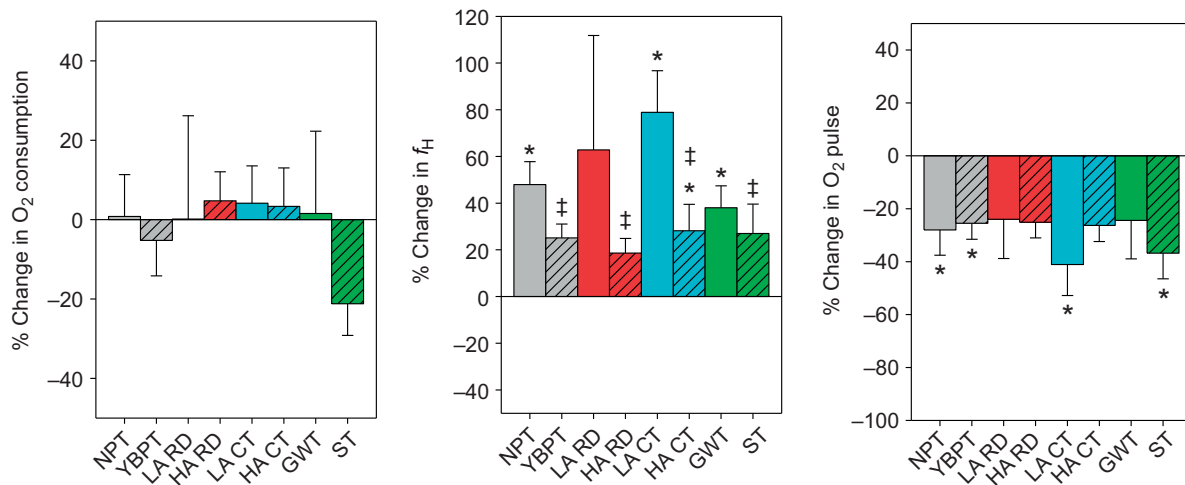 % Change in O2 consumption
40
20
0
–20
–40
NPT
YBPT
LA RD
HA RD
LA CT
HA CT
GWT
ST
% Change in fH
120
100
80
60
40
20
0
–20
–40
*
‡
‡
*
‡
*
*
‡
NPT
YBPT
LA RD
HA RD
LA CT
HA CT
GWT
ST
% Change in O2 pulse
40
20
0
–20
–40
–60
–80
–100
*
*
*
*
NPT
YBPT
LA RD
HA RD
LA CT
HA CT
GWT
ST